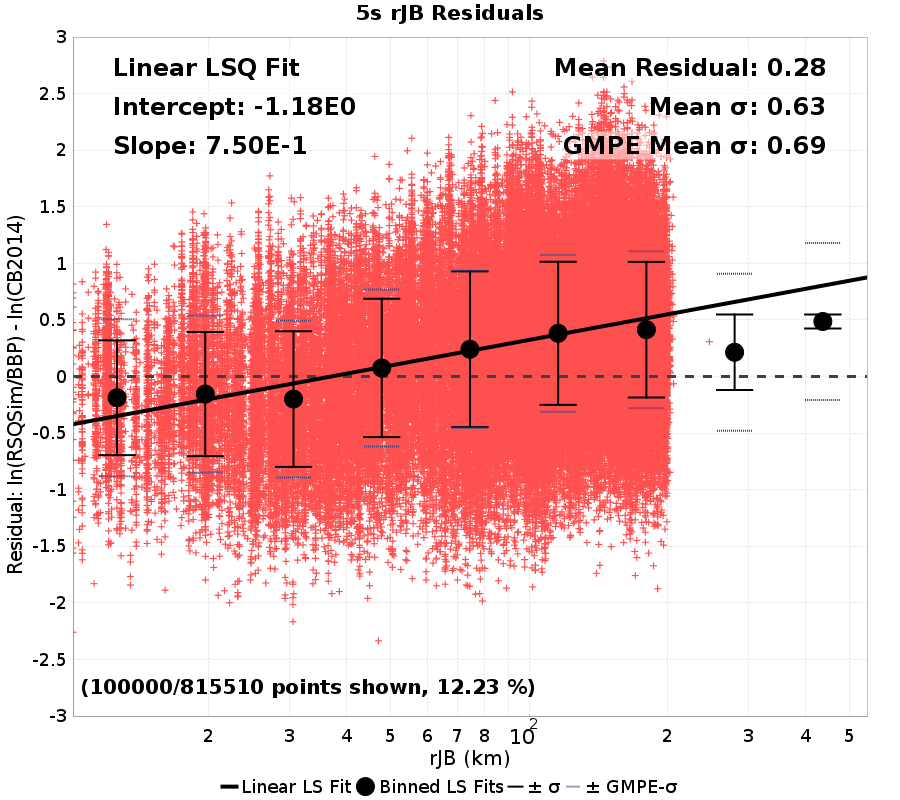 5s rJB Residuals
Linear LSQ Fit
Intercept: -1.18E0
Slope: 7.50E-1
Mean Residual: 0.28
Mean σ: 0.63
GMPE Mean σ: 0.69
3
2.5
2
1.5
1
0.5
0
-0.5
-1
-1.5
-2
-2.5
-3
Residual: ln(RSQSim/BBP) - ln(CB2014)
(100000/815510 points shown, 12.23 %)
2 3 4 5 6 7 8 10² 2 3 4 5
rJB (km)
Linear LS Fit Binned LS Fits ± σ ± GMPE-σ